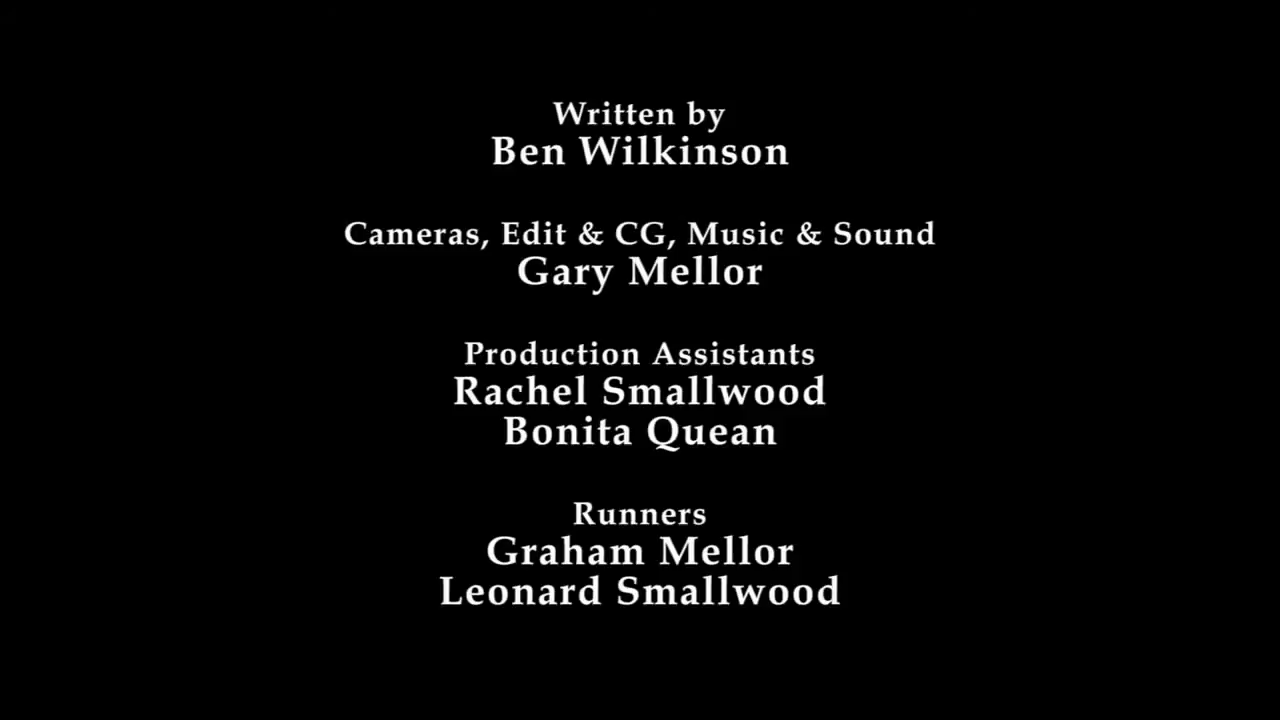 Written by
Ben Wilkinson
Cameras, Edit & CG, Music & Sound
Gary Mellor
Production Assistants
Rachel Smallwood
Bonita Quean
Runners
Graham Mellor
Leonard Smallwood